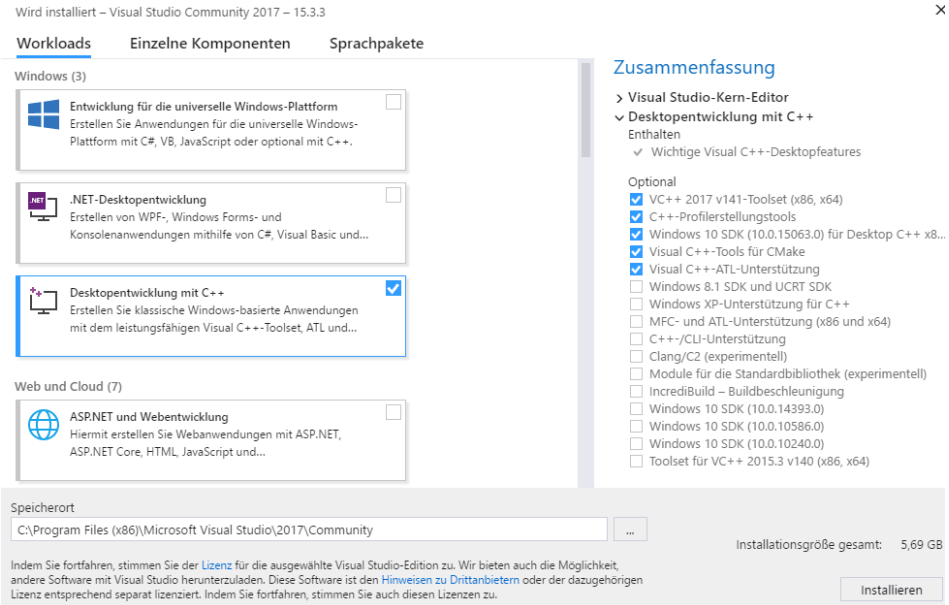 Wird installiert – Visual Studio Community 2017 – 15.3.3
Workloads Einzelne Komponenten Sprachpakete
Windows (3)
Entwicklung für die universelle Windows-Plattform
Erstellen Sie Anwendungen für die universelle Windows-
Plattform mit C#, VB, JavaScript oder optional mit C++.
.NET
.NET-Desktopentwicklung
Erstellen von WPF-, Windows Forms- und
Konsolenanwendungen mithilfe von C#, Visual Basic und...
Desktopentwicklung mit C++
Erstellen Sie klassische Windows-basierte Anwendungen
mit dem leistungsfähigen Visual C++-Toolset, ATL und...
Web und Cloud (7)
ASP.NET und Webentwicklung
Hiermit erstellen Sie Webanwendungen mit ASP.NET,
ASP.NET Core, HTML, JavaScript und...
Zusammenfassung
Visual Studio-Kern-Editor
Desktopentwicklung mit C++
Enthalten
Wichtige Visual C++-Desktopfeatures
Optional
VC++ 2017 v141-Toolset (x86, x64)
C++-Profilerstellungstools
Windows 10 SDK (10.0.15063.0) für Desktop C++ x8...
Visual C++-Tools für CMake
Visual C++-ATL-Unterstützung
Windows 8.1 SDK und UCRT SDK
Windows XP-Unterstützung für C++
MFC- und ATL-Unterstützung (x86 und x64)
C++-/CLI-Unterstützung
Clang/C2 (experimentell)
Module für die Standardbibliothek (experimentell)
IncrediBuild – Buildbeschleunigung
Windows 10 SDK (10.0.14393.0)
Windows 10 SDK (10.0.10586.0)
Windows 10 SDK (10.0.10240.0)
Toolset für VC++ 2015.3 v140 (x86, x64)
Speicherort
C:\Program Files (x86)\Microsoft Visual Studio\2017\Community
...
Installationsgröße gesamt: 5,69 GB
Indem Sie fortfahren, stimmen Sie der Lizenz für die ausgewählte Visual Studio-Edition zu. Wir bieten auch die Möglichkeit,
andere Software mit Visual Studio herunterzuladen. Diese Software ist den Hinweisen zu Drittanbietern oder der dazugehörigen
Lizenz entsprechend separat lizenziert. Indem Sie fortfahren, stimmen Sie auch diesen Lizenzen zu.
Installieren